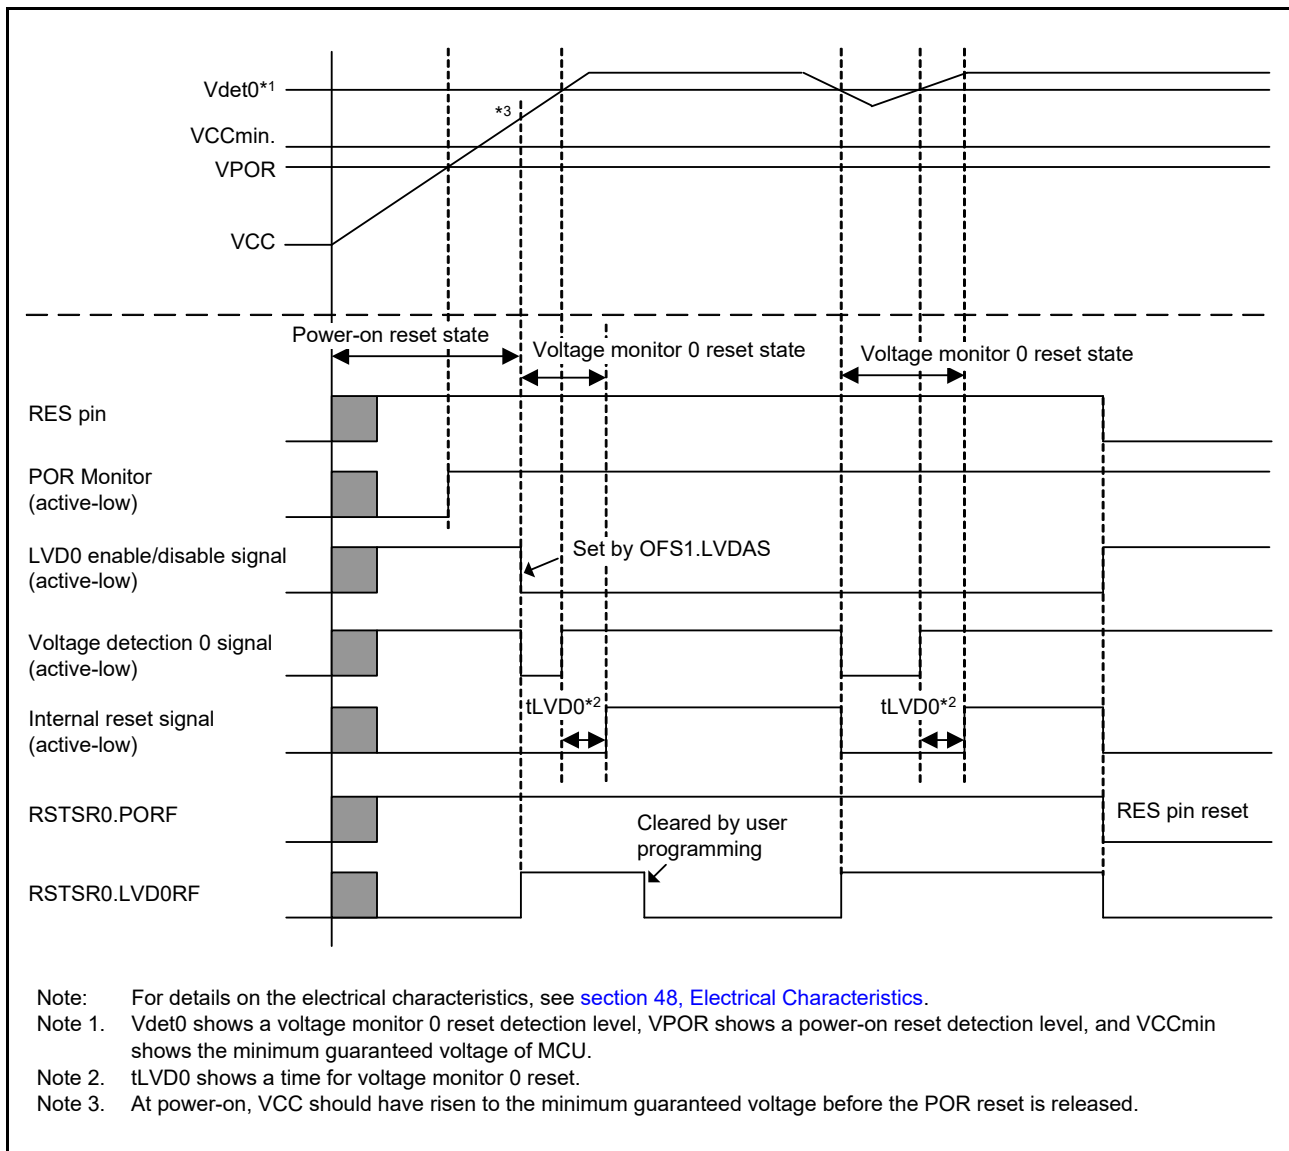 Vdet0*1
*3
VCCmin.
VPOR
VCC
Power-on reset state
Voltage monitor 0 reset state
Voltage monitor 0 reset state
RES pin
POR Monitor
(active-low)
LVD0 enable/disable signal
(active-low)
Set by OFS1.LVDAS
Voltage detection 0 signal
(active-low)
tLVD0*2
tLVD0*2
Internal reset signal
(active-low)
RSTSR0.PORF
RES pin reset
Cleared by user
programming
RSTSR0.LVD0RF
Note: For details on the electrical characteristics, see section 48, Electrical Characteristics.
Note 1. Vdet0 shows a voltage monitor 0 reset detection level, VPOR shows a power-on reset detection level, and VCCmin
shows the minimum guaranteed voltage of MCU.
Note 2. tLVD0 shows a time for voltage monitor 0 reset.
Note 3. At power-on, VCC should have risen to the minimum guaranteed voltage before the POR reset is released.